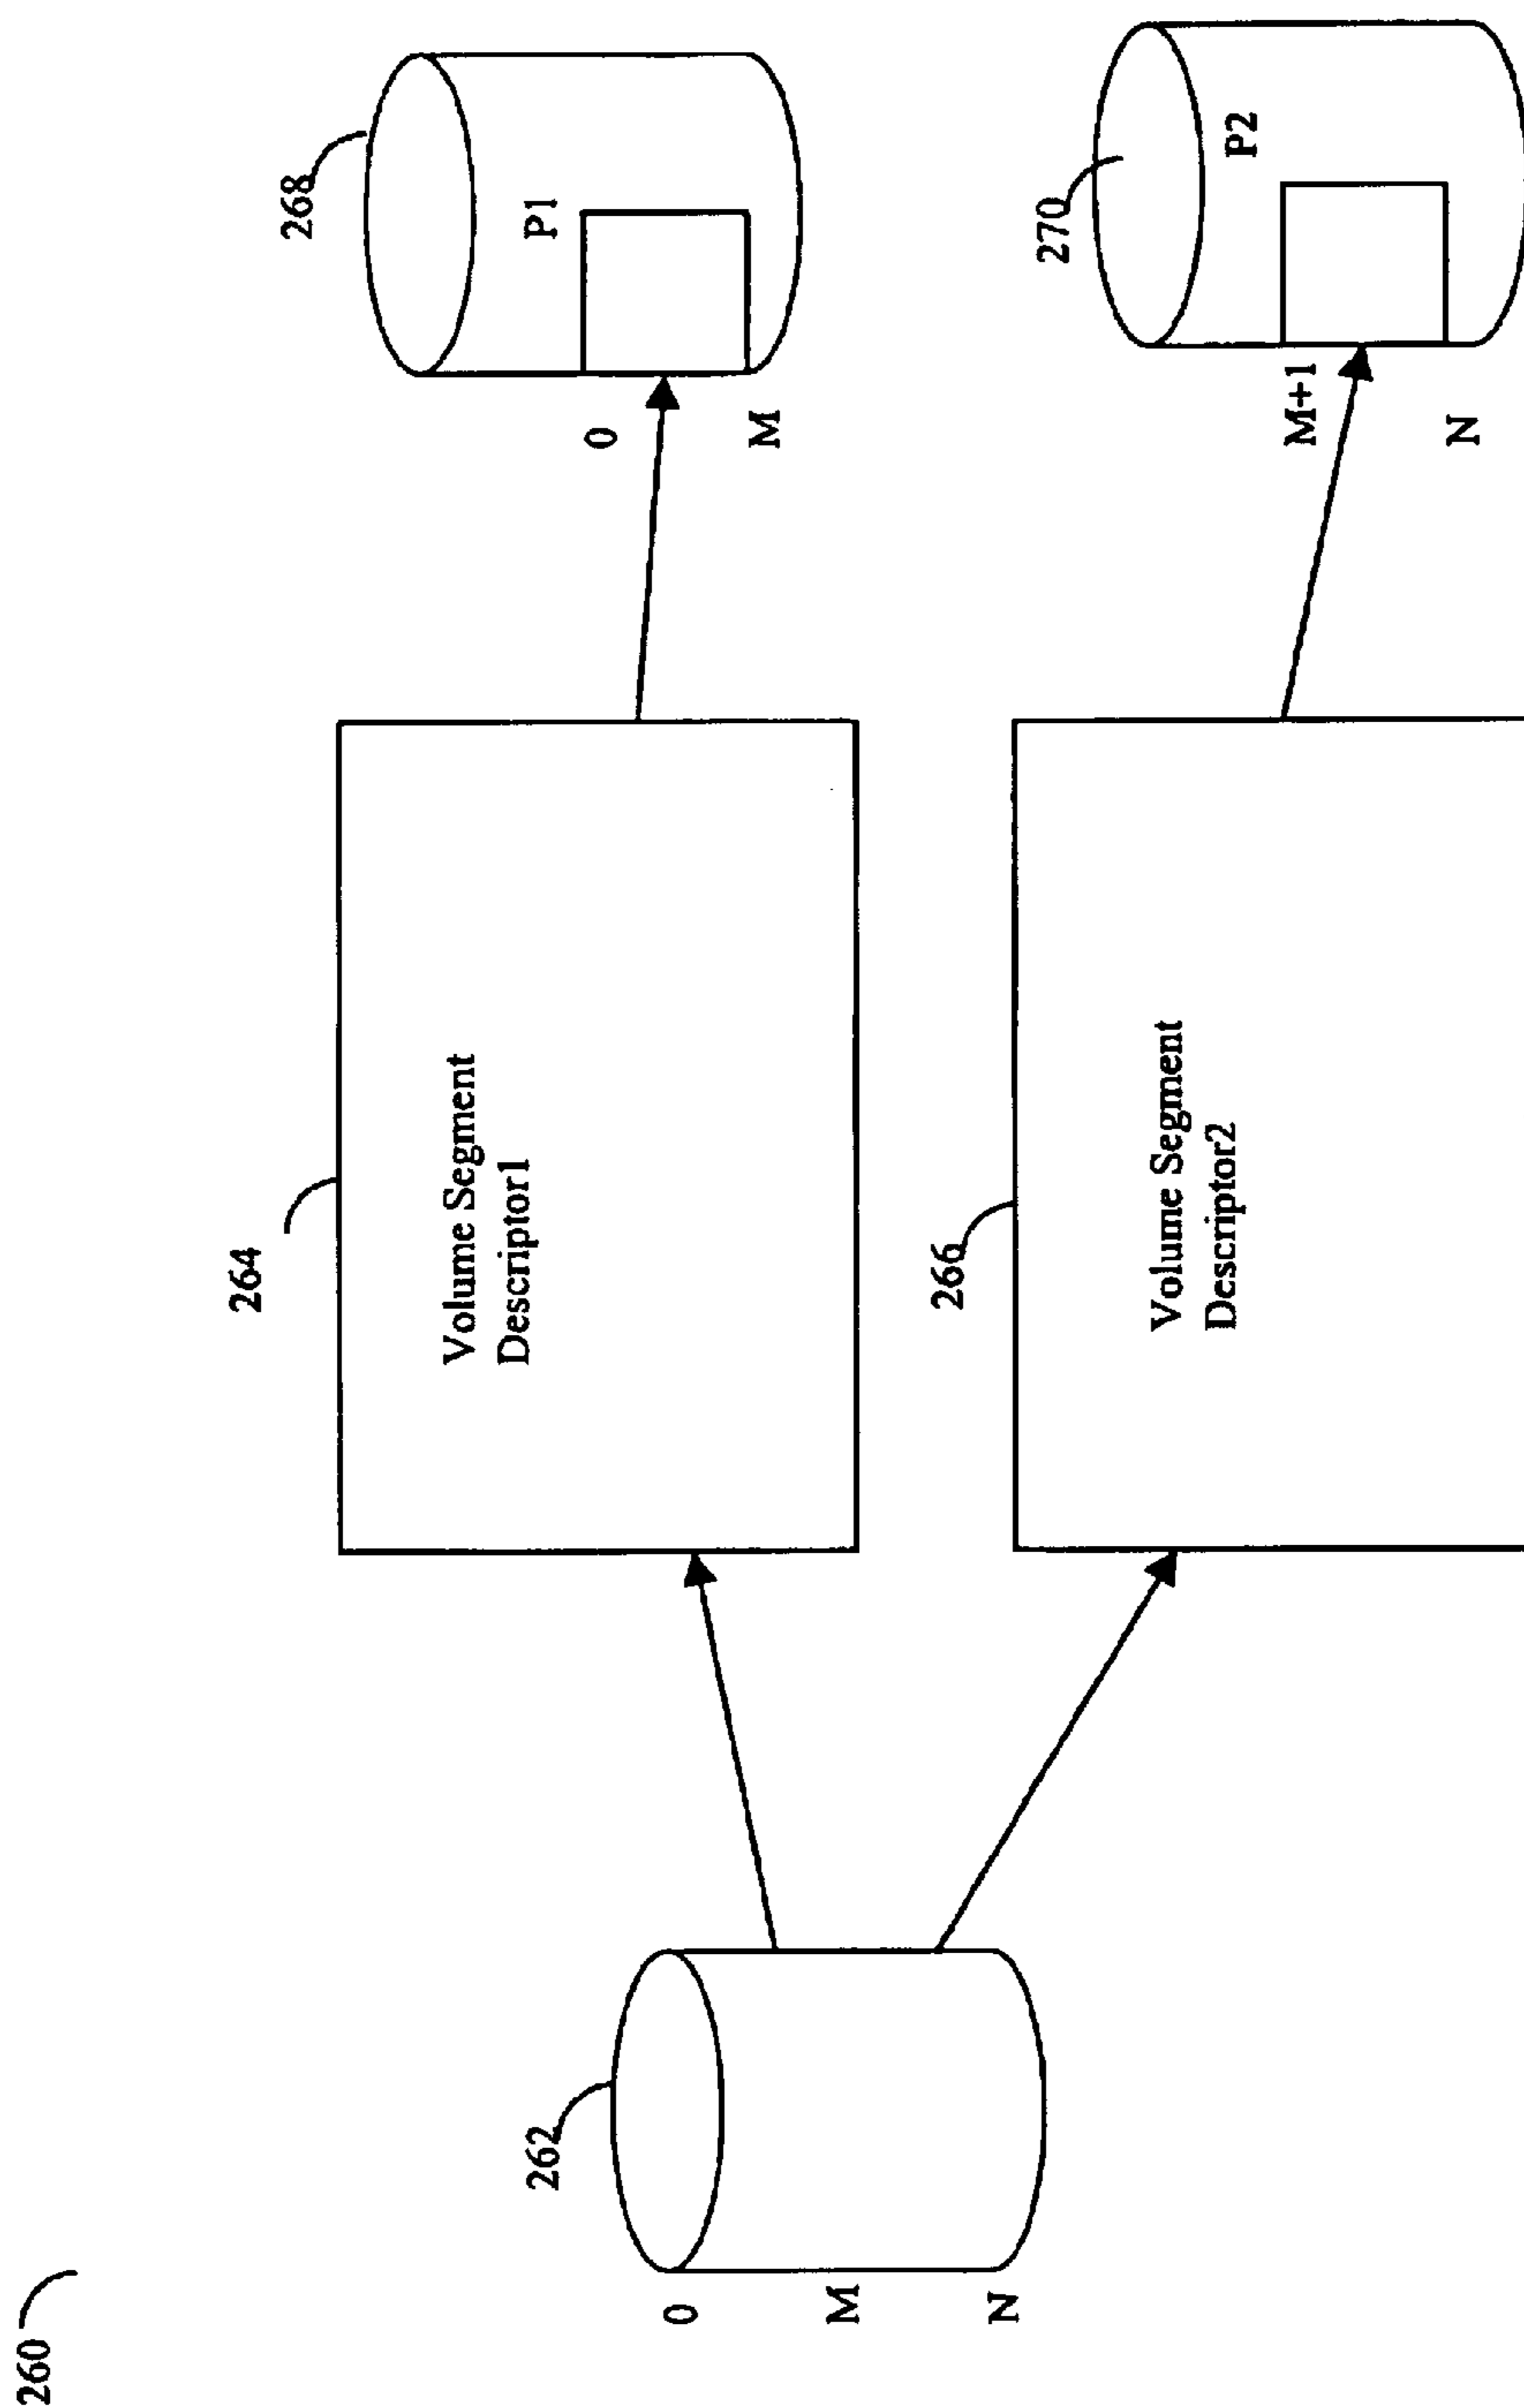 260
262
0
M
N
264
Volume Segment
Descriptor1
266
Volume Segment
Descriptor2
268
P1
0
M
270
P2
M+1
N